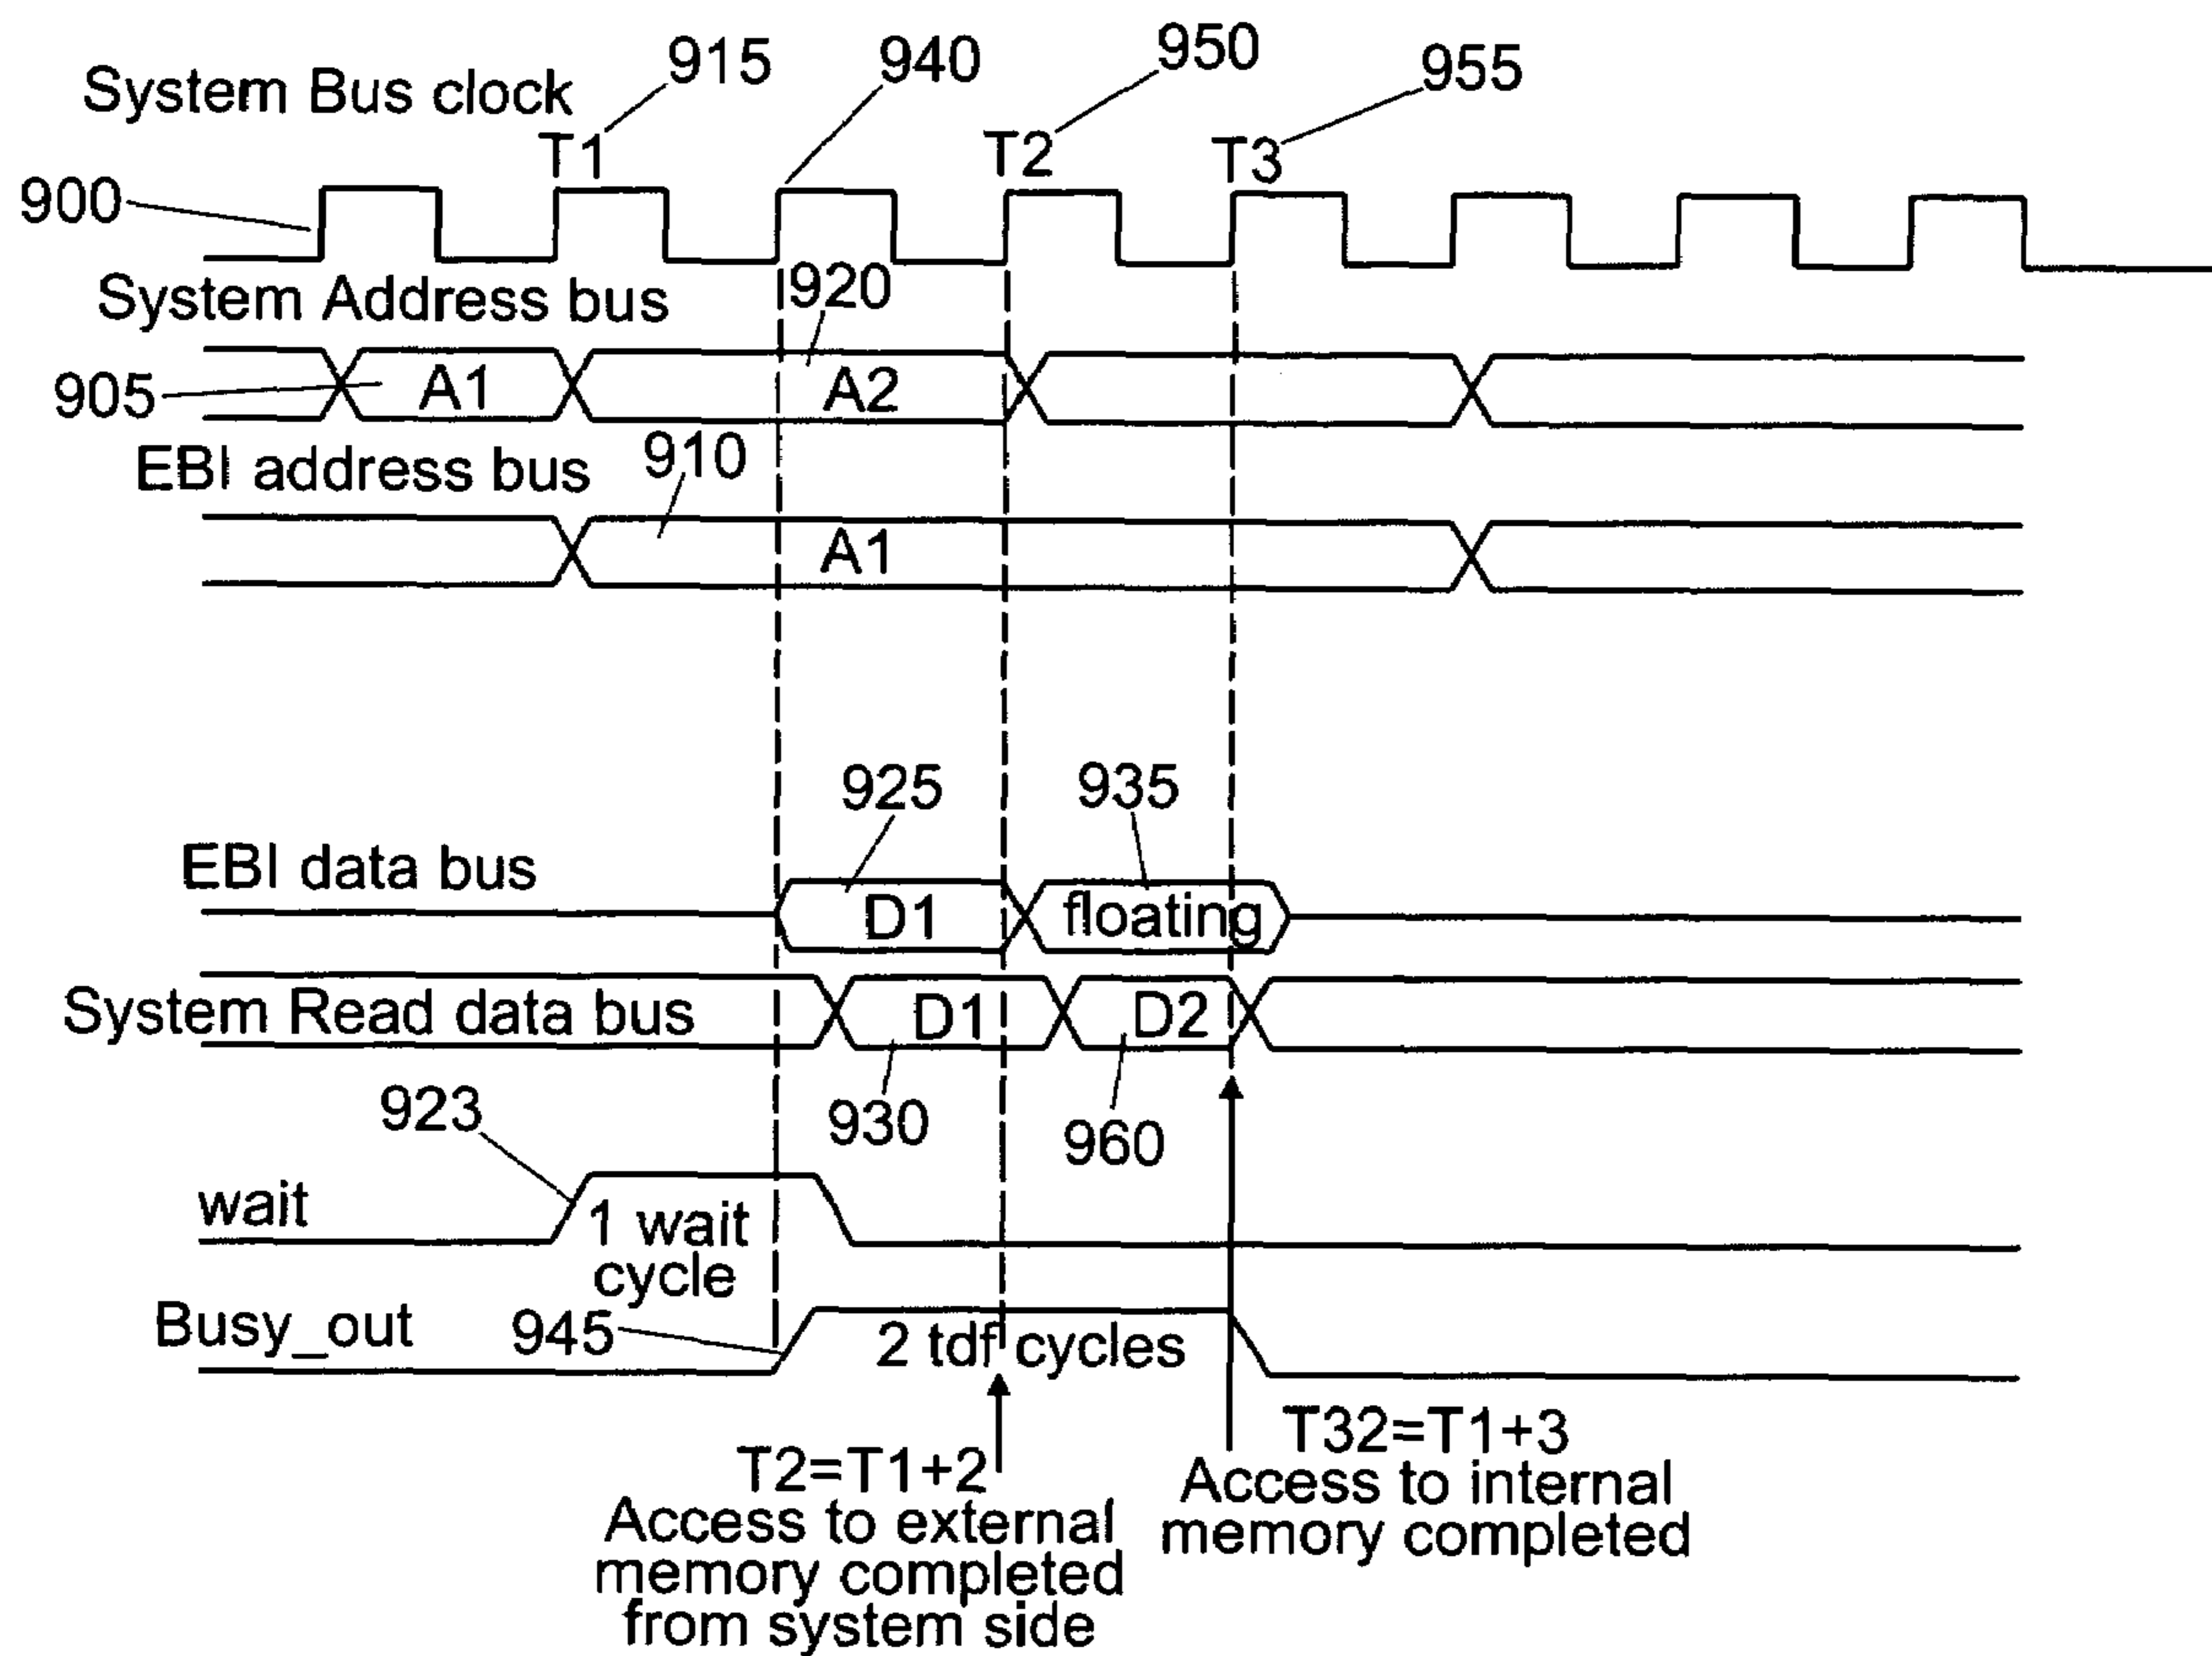 915
940
950
955
System Bus clock
T1
T2
T3
900
920
System Address bus
905
A1
A2
910
EBI address bus
A1
925
935
EBI data bus
D1
floating
System Read data bus
D1
D2
923
930
960
wait
1 wait
cycle
Busy_out
945
2 tdf cycles
T2=T1+2
Access to external
memory completed
from system side
T32=T1+3
Access to internal
memory completed